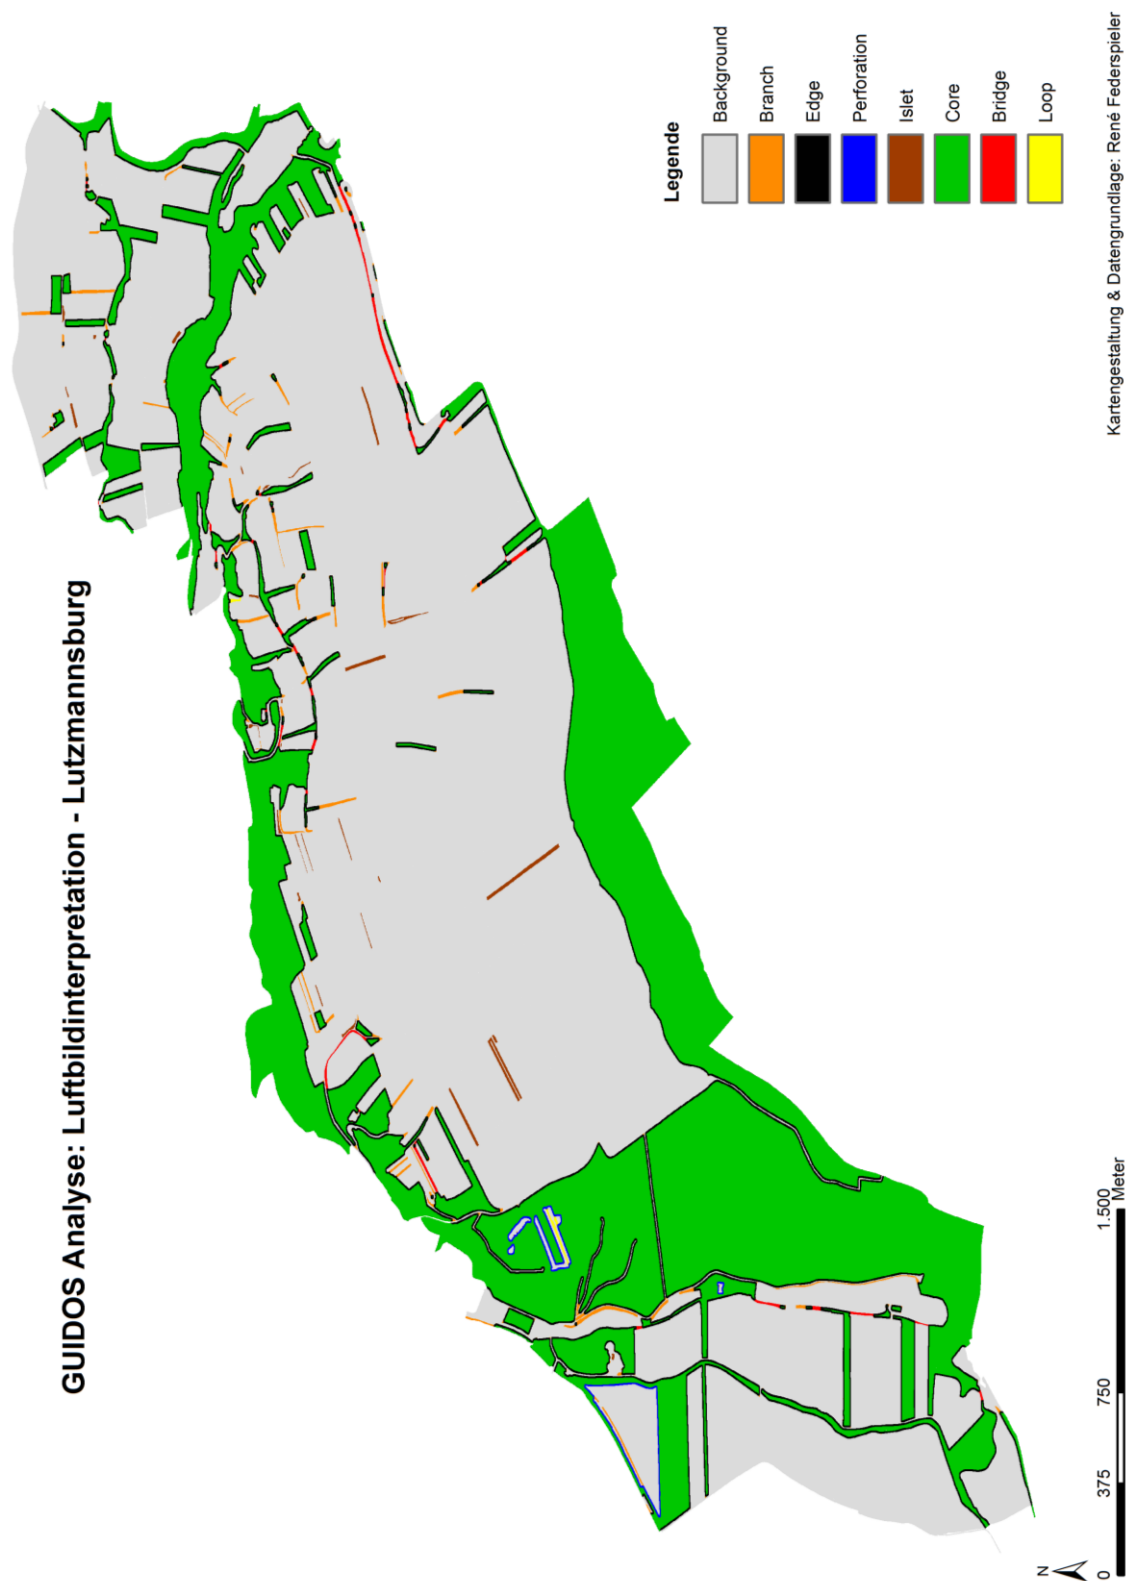 GUIDOS Analyse: Luftbildinterpretation - Lutzmannsburg
Legende
Background
Branch
Edge
Perforation
Islet
Core
Bridge
Loop
N
0 375 750 1.500
Meter
Kartengestaltung & Datengrundlage: René Federspieler